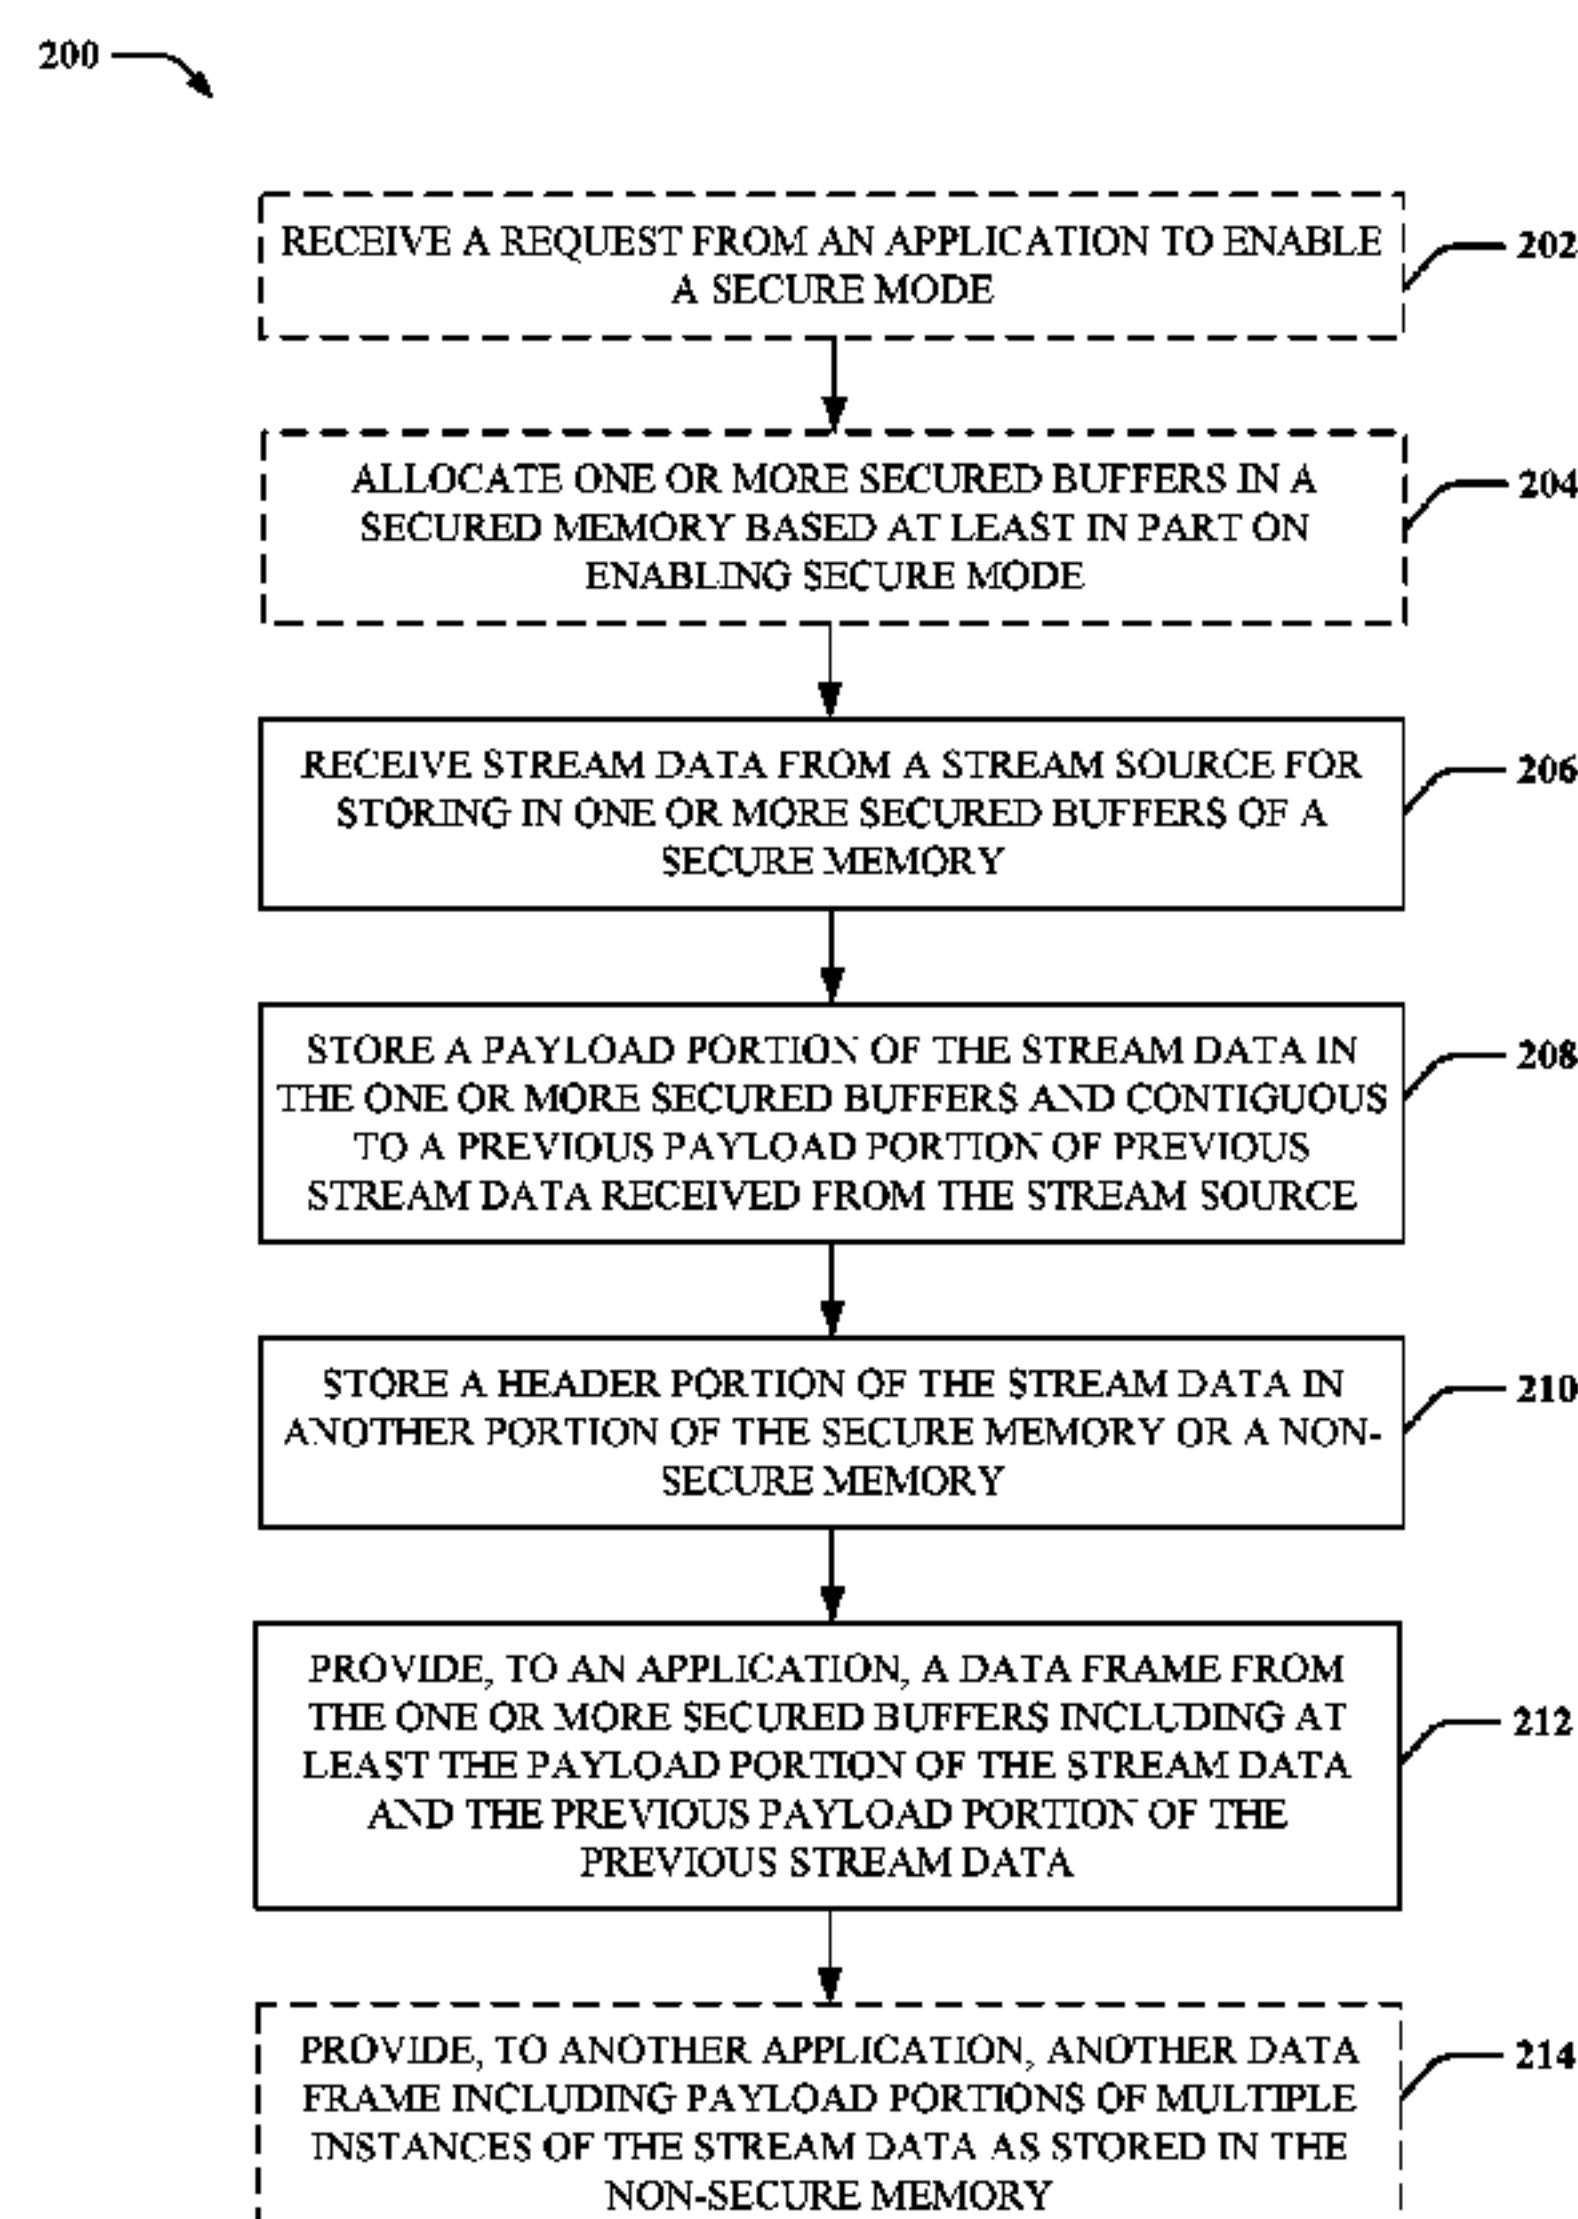 200
RECEIVE A REQUEST FROM AN APPLICATION TO ENABLE
A SECURE MODE
202
ALLOCATE ONE OR MORE SECURED BUFFERS IN A
SECURED MEMORY BASED AT LEAST IN PART ON
ENABLING SECURE MODE
204
RECEIVE STREAM DATA FROM A STREAM SOURCE FOR
STORING IN ONE OR MORE SECURED BUFFERS OF A
SECURE MEMORY
206
STORE A PAYLOAD PORTION OF THE STREAM DATA IN
THE ONE OR MORE SECURED BUFFERS AND CONTIGUOUS
TO A PREVIOUS PAYLOAD PORTION OF PREVIOUS
STREAM DATA RECEIVED FROM THE STREAM SOURCE
208
STORE A HEADER PORTION OF THE STREAM DATA IN
ANOTHER PORTION OF THE SECURE MEMORY OR A NON-
SECURE MEMORY
210
PROVIDE, TO AN APPLICATION, A DATA FRAME FROM
THE ONE OR MORE SECURED BUFFERS INCLUDING AT
LEAST THE PAYLOAD PORTION OF THE STREAM DATA
AND THE PREVIOUS PAYLOAD PORTION OF THE
PREVIOUS STREAM DATA
212
PROVIDE, TO ANOTHER APPLICATION, ANOTHER DATA
FRAME INCLUDING PAYLOAD PORTIONS OF MULTIPLE
INSTANCES OF THE STREAM DATA AS STORED IN THE
NON-SECURE MEMORY
214